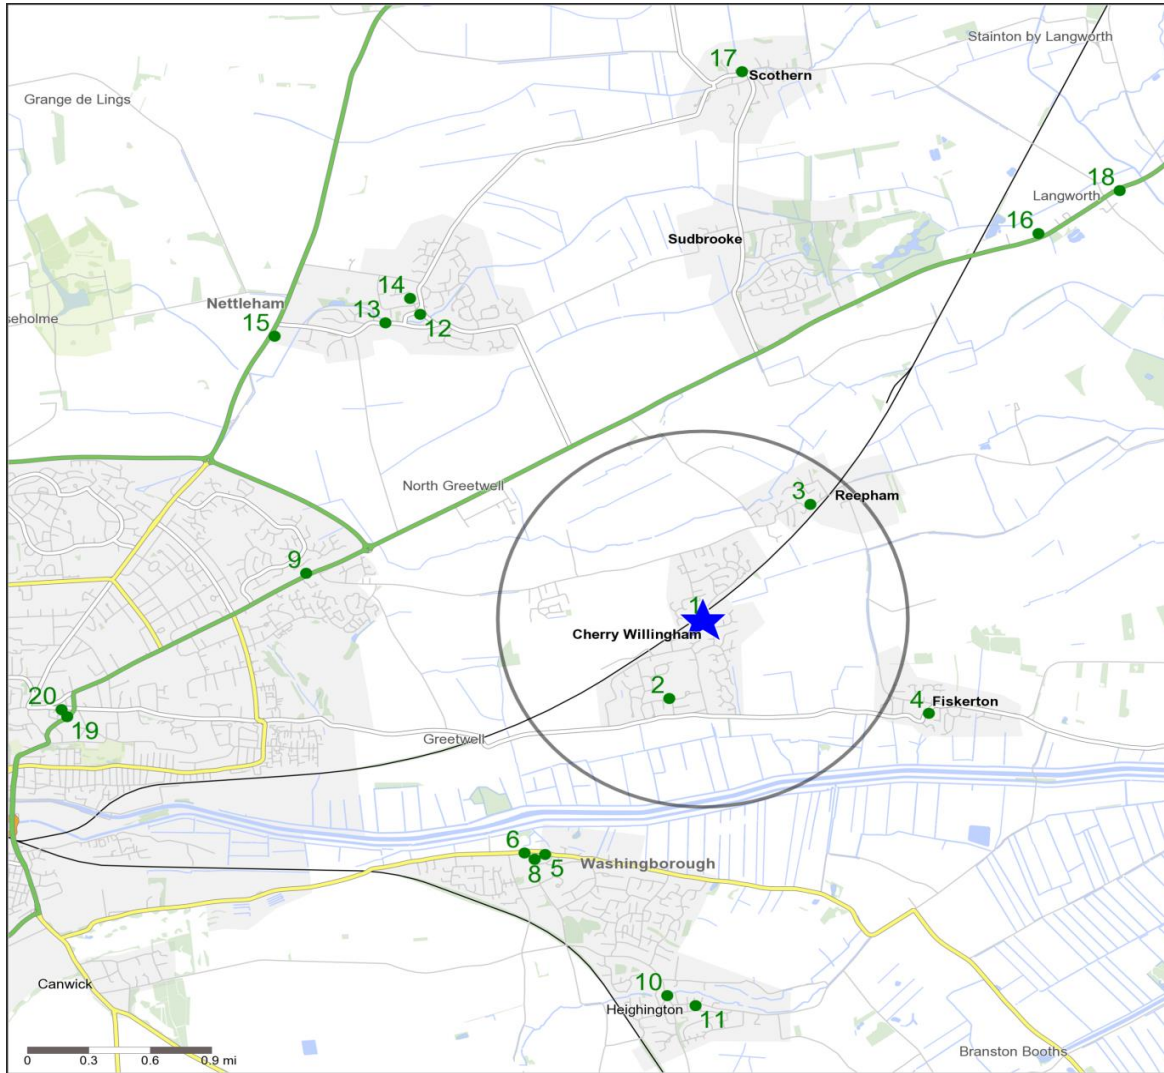 Stainton by Langworth
17
Scothern
Grange de Lings
18
Langworth
16
Sudbrooke
14
Nettleham
13
12
15
seholme
North Greetwell
3
Reepham
9
1
Cherry Willingham
2
20
19
4
Fiskerton
Greetwell
6
8
5
Washingborough
10
Heighington
11
Canwick
0 0.3 0.6 0.9 mi
Branston Booths